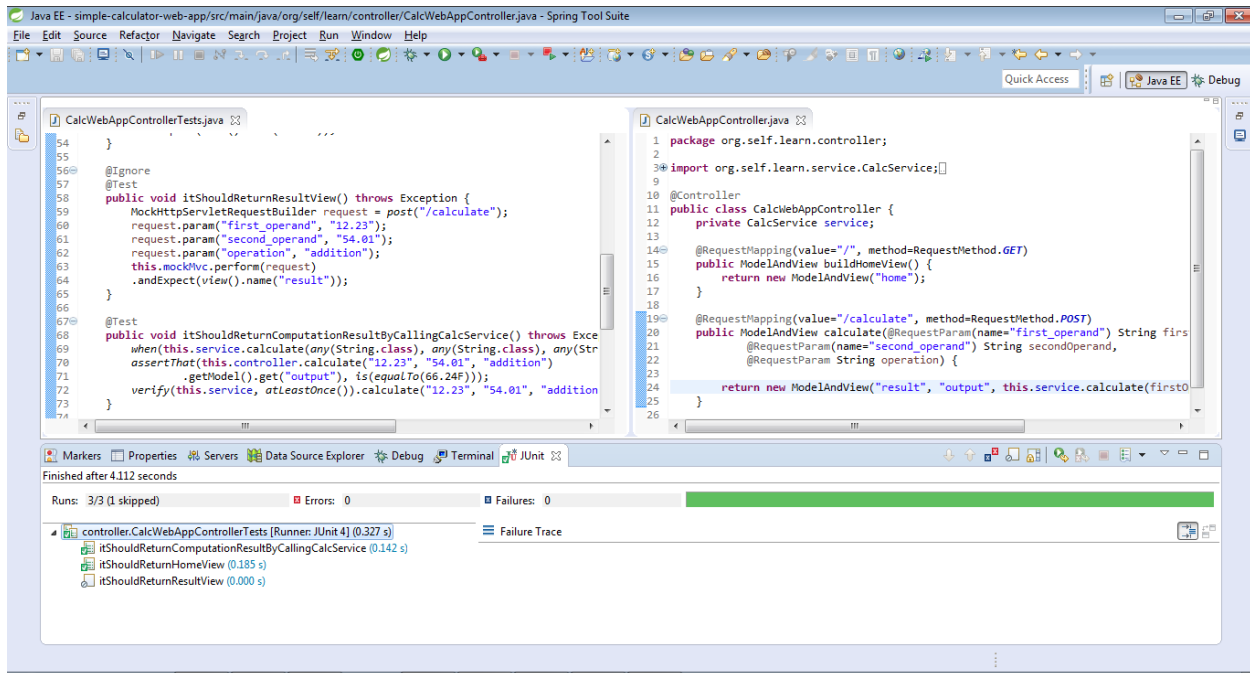 Java EE - simple-calculator-web-app/src/main/java/org/self/learn/controller/CalcWebAppController.java - Spring Tool Suite
File Edit Source Refactor Navigate Search Project Run Window Help
Quick Access Java EE Debug
CalcWebAppControllerTests.java
54 }
55
56 @Ignore
57 @Test
58 public void itShouldReturnResultView() throws Exception {
59 MockHttpServletRequestBuilder request = post("/calculate");
60 request.param("first_operand", "12.23");
61 request.param("second_operand", "54.01");
62 request.param("operation", "addition");
63 this.mockMvc.perform(request)
64 .andExpect(view().name("result"));
65 }
66
67 @Test
68 public void itShouldReturnComputationResultByCallingCalcService() throws Exce
69 when(this.service.calculate(any(String.class), any(String.class), any(Str
70 assertThat(this.controller.calculate("12.23", "54.01", "addition")
71 .getModel().get("output"), is(equalTo(66.24F)));
72 verify(this.service, atLeastOnce()).calculate("12.23", "54.01", "addition
73 }
74
CalcWebAppController.java
1 package org.self.learn.controller;
2
3 import org.self.learn.service.CalcService;
9
10 @Controller
11 public class CalcWebAppController {
12 private CalcService service;
13
14 @RequestMapping(value="/", method=RequestMethod.GET)
15 public ModelAndView buildHomeView() {
16 return new ModelAndView("home");
17 }
18
19 @RequestMapping(value="/calculate", method=RequestMethod.POST)
20 public ModelAndView calculate(@RequestParam(name="first_operand") String firs
21 @RequestParam(name="second_operand") String secondOperand,
22 @RequestParam String operation) {
23
24 return new ModelAndView("result", "output", this.service.calculate(firstO
25 }
26
Markers Properties Servers Data Source Explorer Debug Terminal JUnit
Finished after 4.112 seconds
Runs: 3/3 (1 skipped) Errors: 0 Failures: 0
controller.CalcWebAppControllerTests [Runner: JUnit 4] (0.327 s)
itShouldReturnComputationResultByCallingCalcService (0.142 s)
itShouldReturnHomeView (0.185 s)
itShouldReturnResultView (0.000 s)
Failure Trace